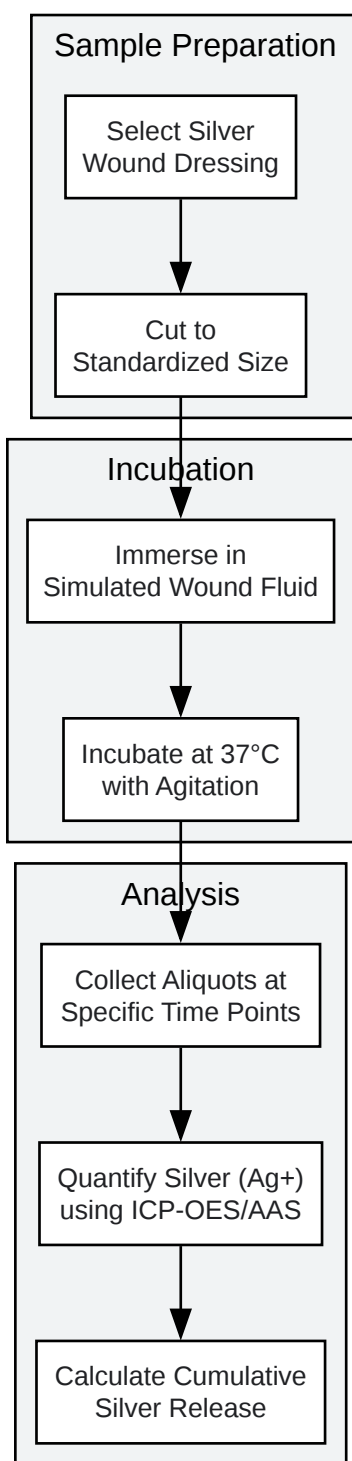 Sample Preparation
Select Silver
Wound Dressing
Cut to
Standardized Size
Incubation
Immerse in
Simulated Wound Fluid
Incubate at 37°C
with Agitation
Analysis
Collect Aliquots at
Specific Time Points
Quantify Silver (Ag+)
using ICP-OES/AAS
Calculate Cumulative
Silver Release